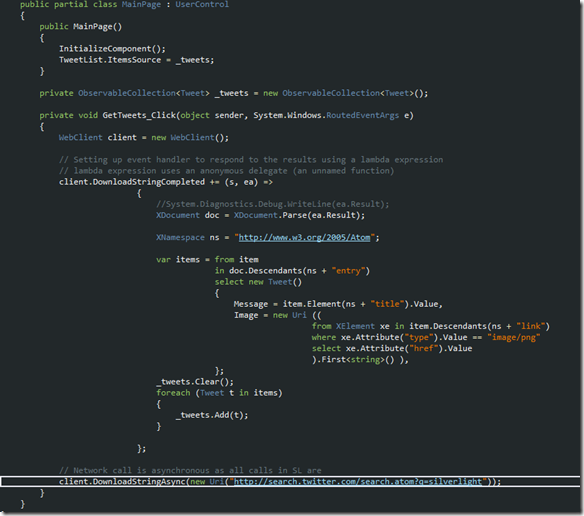 public partial class MainPage : UserControl
{
public MainPage()
{
InitializeComponent();
TweetList.ItemsSource = _tweets;
}
private ObservableCollection<Tweet> _tweets = new ObservableCollection<Tweet>();
private void GetTweets_Click(object sender, System.Windows.RoutedEventArgs e)
{
WebClient client = new WebClient();
// Setting up event handler to respond to the results using a lambda expression
// lambda expression uses an anonymous delegate (an unnamed function)
client.DownloadStringCompleted += (s, ea) =>
{
//System.Diagnostics.Debug.WriteLine(ea.Result);
XDocument doc = XDocument.Parse(ea.Result);
XNamespace ns = "http://www.w3.org/2005/Atom";
var items = from item
in doc.Descendants(ns + "entry")
select new Tweet()
{
Message = item.Element(ns + "title").Value,
Image = new Uri ((
from XElement xe in item.Descendants(ns + "link")
where xe.Attribute("type").Value == "image/png"
select xe.Attribute("href").Value
).First<string>() ),
};
_tweets.Clear();
foreach (Tweet t in items)
{
_tweets.Add(t);
}
};
// Network call is asynchronous as all calls in SL are
client.DownloadStringAsync(new Uri("http://search.twitter.com/search.atom?q=silverlight"));
}
}